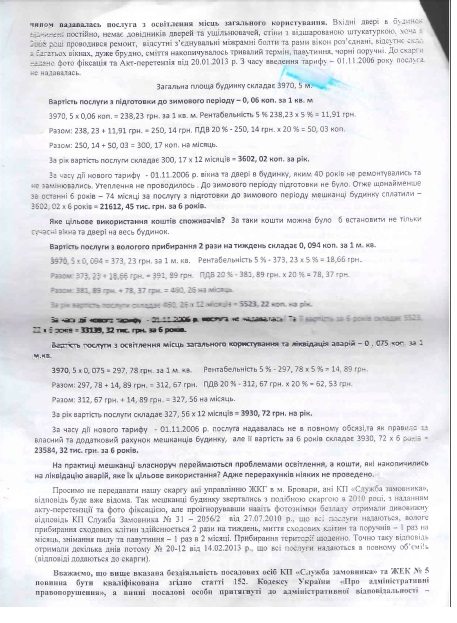 чином надавалась послуга з освітлення місць загального користування. Вхідні двері в будинок
відчинені постійно, немає довідників дверей та ущільнювачей, стіни з відшарованою штукатуркою, хоча в
році проводився ремонт, відсутні з'єднувальні міжрамні болти та рами вікон роз'єднані, відсутнє скло
в багатьох вікнах, дуже брудно, сміття накопичувалось тривалий термін, павутиння, чорні поручні. До скарги
надано фото фіксація та Акт-перетемія від 20.01.2013 р. З часу введення тарифу – 01.11.2006 року послуга
не надавалась.
Загальна площа будинку складає 3970, 5 м.
Вартість послуги з підготовки до зимового періоду – 0, 06 коп. за 1 кв. м
3970, 5 х 0,06 = 238,23 грн. за 1 кв. м. Рентабельність 5 % 238,23 х 5 % = 11,91 грн.
Разом: 238, 23 + 11,91 грн. = 250, 14 грн. ПДВ 20 % - 250, 14 грн. х 20 % = 50, 03 коп.
Разом: 250, 14 + 50, 03 = 300, 17 коп. на місяць.
За рік вартість послуги складає 300, 17 х 12 місяців = 3602, 02 коп. за рік.
За часу дії нового тарифу - 01.11.2006 р. вікна та двері в будинку, яким 40 років не ремонтувались та
не замінювались. Утеплення не проводилось . До зимового періоду підготовки не було. Отже щонайменше
за останні 6 років – 74 місяці за послугу з підготовки до зимового періоду мешканці будинку сплатили –
3602, 02 х 6 років = 21612, 45 тис. грн. за 6 років.
Яке цільове використання коштів споживачів? За таки кошти можна було б встановити не тільки
сучасні вікна та двері на весь будинок.
Вартість послуги з вологого прибирання 2 рази на тиждень складає 0, 094 коп. за 1 м. кв.
3970, 5 х 0, 094 = 373, 23 грн. за 1 м. кв. Рентабельність 5 % - 373, 23 х 5 % = 18,66 грн.
Разом: 373, 23 + 18,66 грн. = 391, 89 грн. ПДВ 20 % - 381, 89 грн. х 20 % = 78, 37 грн.
Разом: 381, 89 грн. + 78, 37 грн. = 460, 26 на місяць.
За рік вартість послуги складає 460, 26 х 12 місяців = 5523, 22 коп. на рік.
За часи дії нового тарифу - 01.11.2006 р. послуга не надавалась! Та її вартість за 6 років складає 5523,
22 х 6 років = 33139, 32 тис. грн. за 6 років.
Вартість послуги з освітлення місць загального користування та ліквідація аварій – 0 , 075 коп. за 1
м.кв.
3970, 5 х 0, 075 = 297, 78 грн. за 1 м. кв. Рентабельність 5 % - 297, 78 х 5 % = 14, 89 грн.
Разом: 297, 78 + 14, 89 грн. = 312, 67 грн. ПДВ 20% - 312, 67 грн. х 20 % = 62, 53 грн.
Разом: 312, 67 грн. + 14, 89 грн. = 327, 56 на місяць.
За рік вартість послуги складає 327, 56 х 12 місяців = 3930, 72 грн. на рік.
За часу дії нового тарифу - 01.11.2006 р. послуга надавалась не в повному обсязі,та як правило за
власний та додатковий рахунок мешканців будинку, але її вартість за 6 років складає 3930, 72 х 6 років =
23584, 32 тис. грн. за 6 років.
На практиці мешканці власноруч переймаються проблемами освітлення, а кошти, які накопичились
на ліквідацію аварій, яке їх цільове використання? Адже перерахунків ніяких не проведено.
Просимо не передавати нашу скаргу ані управлінню ЖКГ в м. Бровари, ані КП «Служба замовника»,
відповідь буде вже відома. Так мешканці будинку звертались з подібною скаргою в 2010 році, з наданням
акту-перетензії та фото фіксацією, але проігнорувавши навіть фотознімки безладу отримали дивовижну
відповідь КП Служба Замовника № 31 – 2056/2 від 27.07.2010 р., що всі послуги надаються, вологе
прибирання сходових клітин здійснюється 2 рази на тиждень, миття сходових клітин та поручнів – 1 раз на
місяць, знімання пилу та павутиння – 1 раз в 2 місяці. Прибирання території щоденно. Точно таку відповідь
отримали декілька днів потому № 20-12 від 14.02.2013 р., що всі послуги надаються в повному об'ємі%
(відповіді додаються до скарги).
Вважаємо, що вище вказана бездіяльність посадових осіб КП «Служба замовника» та ЖЕК № 5
повинна бути кваліфікована згідно статті 152. Кодексу України «Про адміністративні
правопорушення», а винні посадові особи притягнуті до адміністративної відповідальності –